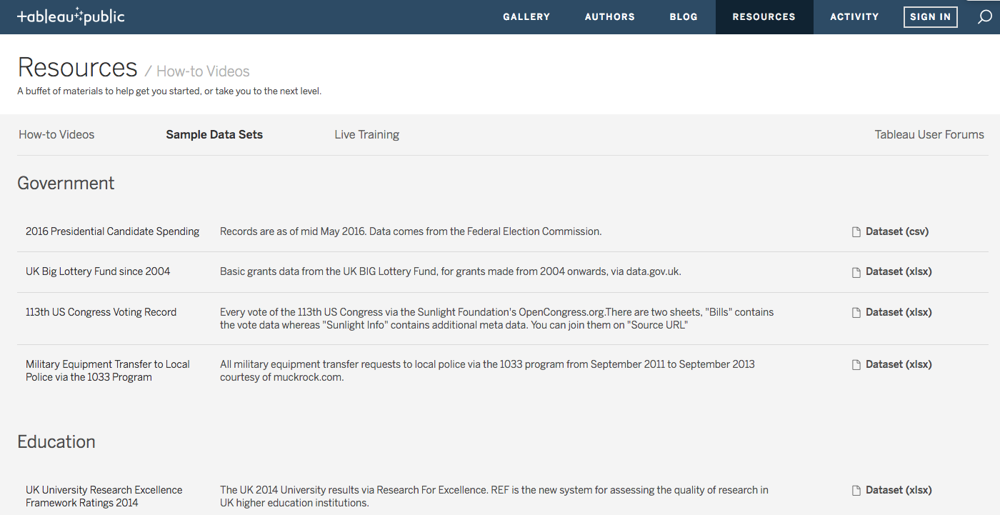 tableau public
GALLERY
AUTHORS
BLOG
RESOURCES
ACTIVITY
SIGN IN
Resources / How-to Videos
A buffet of materials to help get you started, or take you to the next level.
How-to Videos
Sample Data Sets
Live Training
Tableau User Forums
Government
2016 Presidential Candidate Spending
Records are as of mid May 2016. Data comes from the Federal Election Commission.
Dataset (csv)
UK Big Lottery Fund since 2004
Basic grants data from the UK BIG Lottery Fund, for grants made from 2004 onwards, via data.gov.uk.
Dataset (xlsx)
113th US Congress Voting Record
Every vote of the 113th US Congress via the Sunlight Foundation's OpenCongress.org.There are two sheets, "Bills" contains
the vote data whereas "Sunlight Info" contains additional meta data. You can join them on "Source URL"
Dataset (xlsx)
Military Equipment Transfer to Local
Police via the 1033 Program
All military equipment transfer requests to local police via the 1033 program from September 2011 to September 2013
courtesy of muckrock.com.
Dataset (xlsx)
Education
UK University Research Excellence
Framework Ratings 2014
The UK 2014 University results via Research For Excellence. REF is the new system for assessing the quality of research in
UK higher education institutions.
Dataset (xlsx)